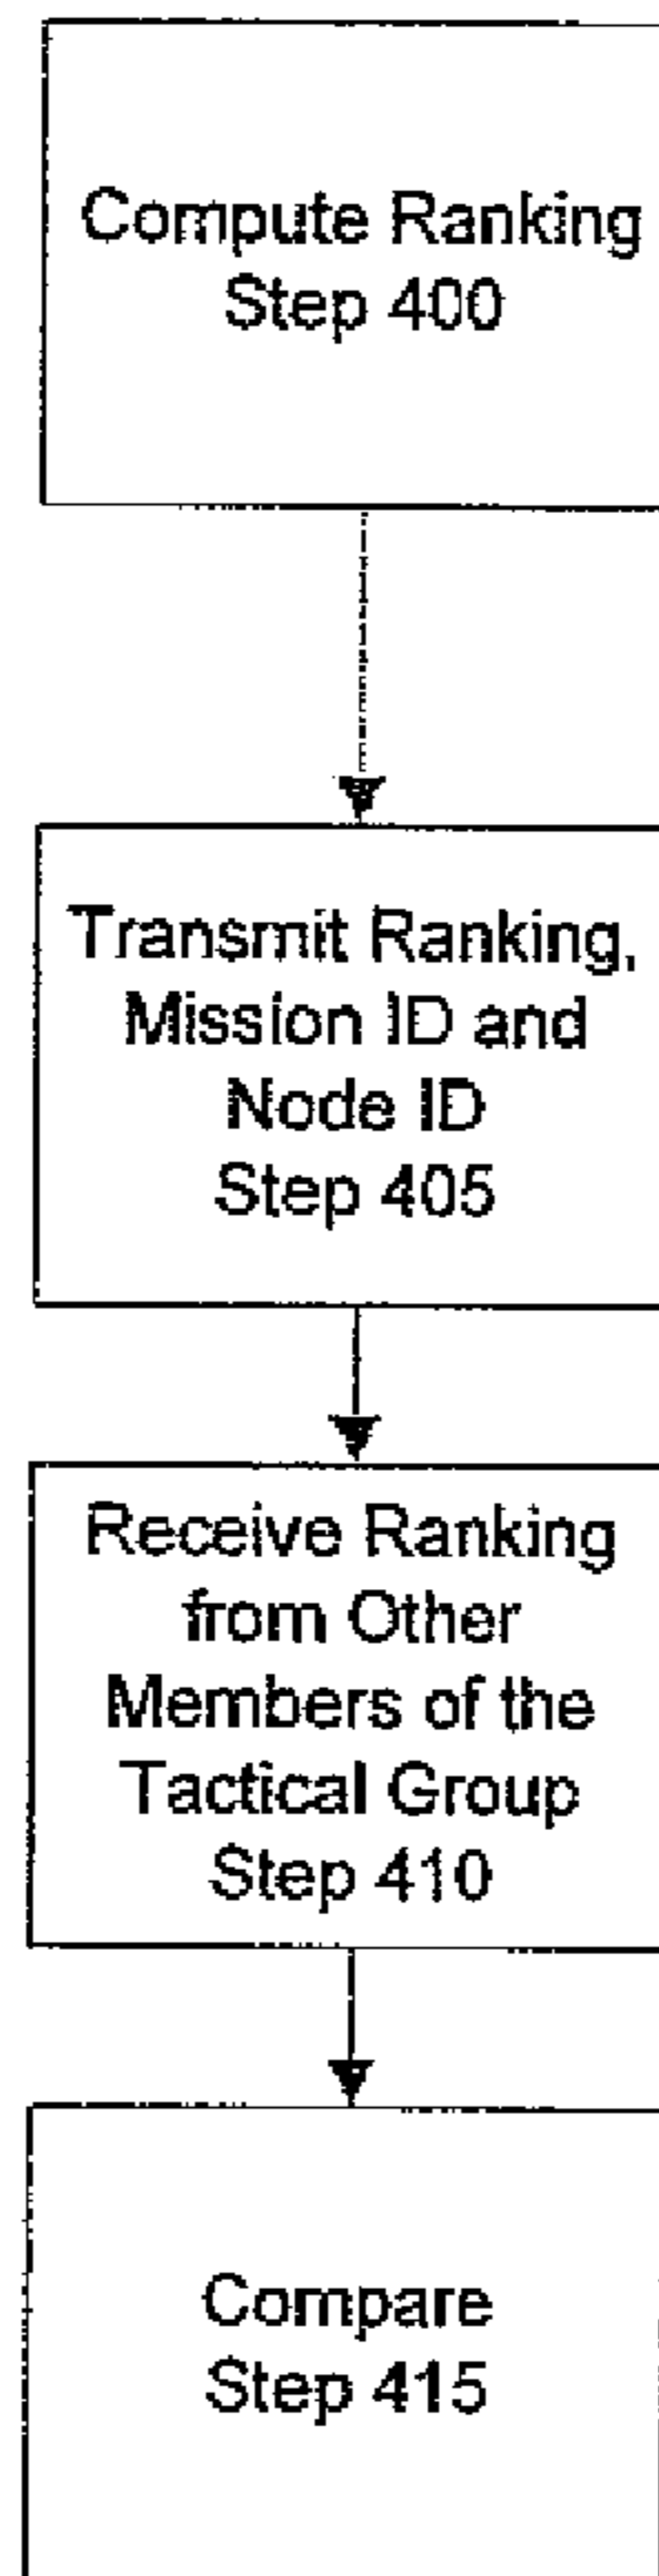 Compute Ranking
Step 400
Transmit Ranking,
Mission ID and
Node ID
Step 405
Receive Ranking
from Other
Members of the
Tactical Group
Step 410
Compare
Step 415